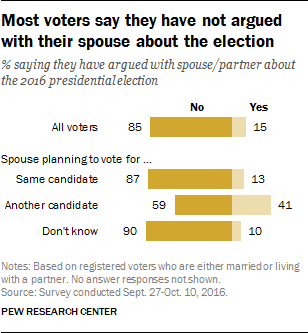 Most voters say they have not argued
with their spouse about the election
% saying they have argued with spouse/partner about
the 2016 presidential election
No Yes
All voters 85 15
Spouse planning to vote for ...
Same candidate 87 13
Another candidate 59 41
Don't know 90 10
Notes: Based on registered voters who are either married or living
with a partner. No answer responses not shown.
Source: Survey conducted Sept. 27-Oct. 10, 2016.
PEW RESEARCH CENTER